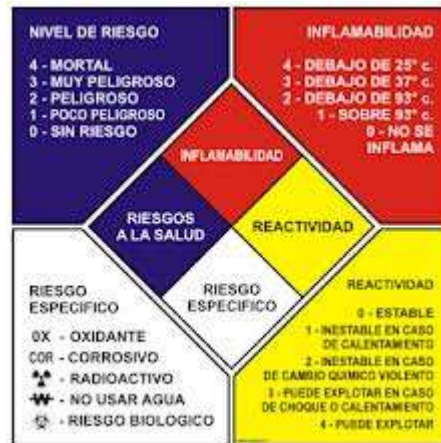 NIVEL DE RIESGO
4 - MORTAL
3 - MUY PELIGROSO
2 - PELIGROSO
1 - POCO PELIGROSO
0 - SIN RIESGO
INFLAMABILIDAD
4 - DEBAJO DE 25° c.
3 - DEBAJO DE 37° c.
2 - DEBAJO DE 93° c.
1 - SOBRE 93° c.
0 - NO SE
INFLAMA
INFLAMABILIDAD
RIESGOS
A LA SALUD
REACTIVIDAD
RIESGO
ESPECIFICO
RIESGO
ESPECIFICO
OX - OXIDANTE
COR - CORROSIVO
- RADIOACTIVO
W - NO USAR AGUA
- RIESGO BIOLOGICO
REACTIVIDAD
0 - ESTABLE
1 - INESTABLE EN CASO
DE CALENTAMIENTO
2 - INESTABLE EN CASO
DE CAMBIO QUIMICO VIOLENTO
3 - PUEDE EXPLOTAR EN CASO
DE CHOQUE O CALENTAMIENTO
4 - PUEDE EXPLOTAR